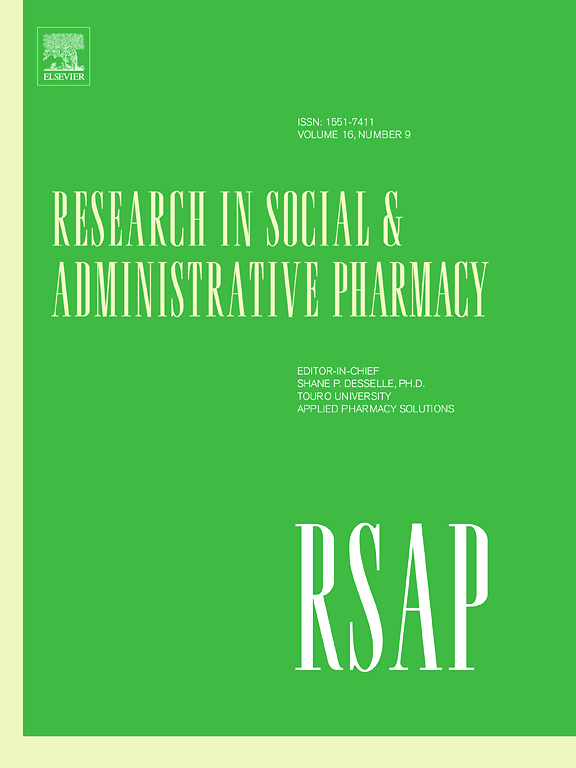 ELSEVIER
ISSN: 1551-7411
VOLUME 16, NUMBER 9
RESEARCH IN SOCIAL &
ADMINISTRATIVE PHARMACY
EDITOR-IN-CHIEF
SHANE P. DESSELLE, PH.D.
TOURO UNIVERSITY
APPLIED PHARMACY SOLUTIONS
RSAP